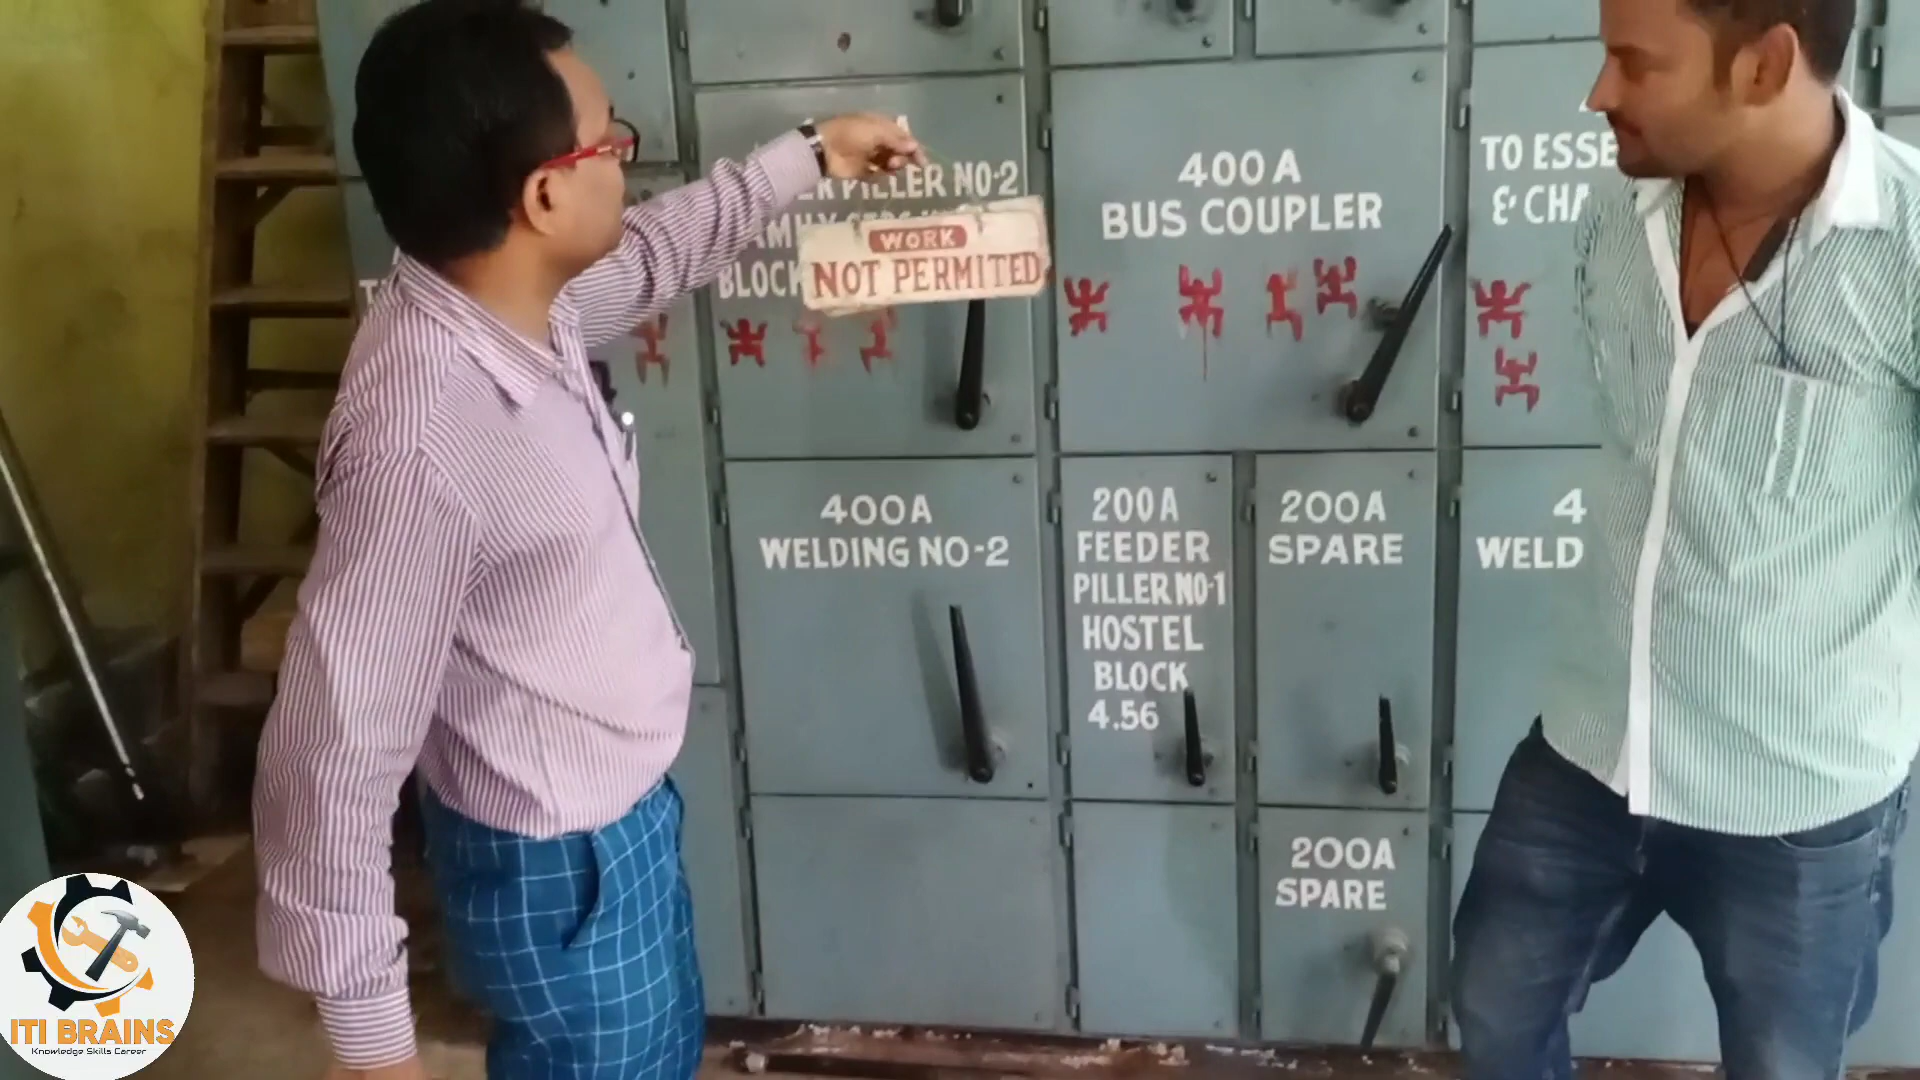 ER PILLER NO-2
BLOCK
WORK
NOT PERMITED
400A
BUS COUPLER
TO ESSE
& CHA
400A
WELDING NO-2
200A
FEEDER
PILLER NO-1
HOSTEL
BLOCK
4.56
200A
SPARE
4
WELD
200A
SPARE
ITI BRAINS
Knowledge Skills Career